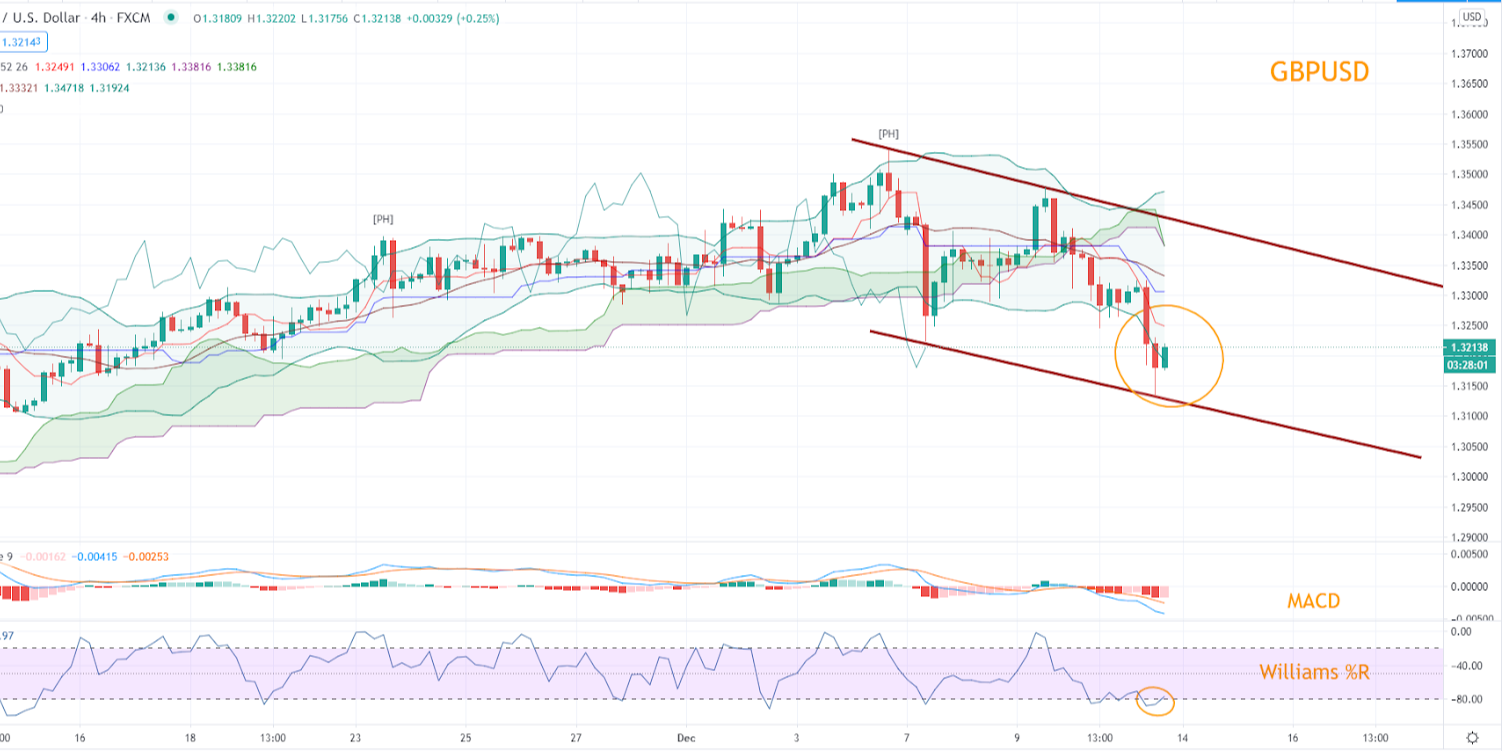 / U.S. Dollar · 4h · FXCM O1.31809 H1.32202 L1.31756 C1.32138 +0.00329 (+0.25%)
USD
1.32143
52 26 1.32491 1.33062 1.32136 1.33816 1.33816
1.33321 1.34718 1.31924
GBPUSD
1.37000
1.36500
1.36000
1.35500
1.35000
1.34500
1.34000
1.33500
1.33000
1.32500
1.32138
03:28:01
1.31500
1.31000
1.30500
1.30000
1.29500
1.29000
[PH]
[PH]
e 9 −0.00162 −0.00415 −0.00253
0.00500
0.00000
−0.00500
MACD
.97
0.00
−40.00
−80.00
Williams %R
:00 16 18 13:00 23 25 27 Dec 3 7 9 13:00 14 16 13:00